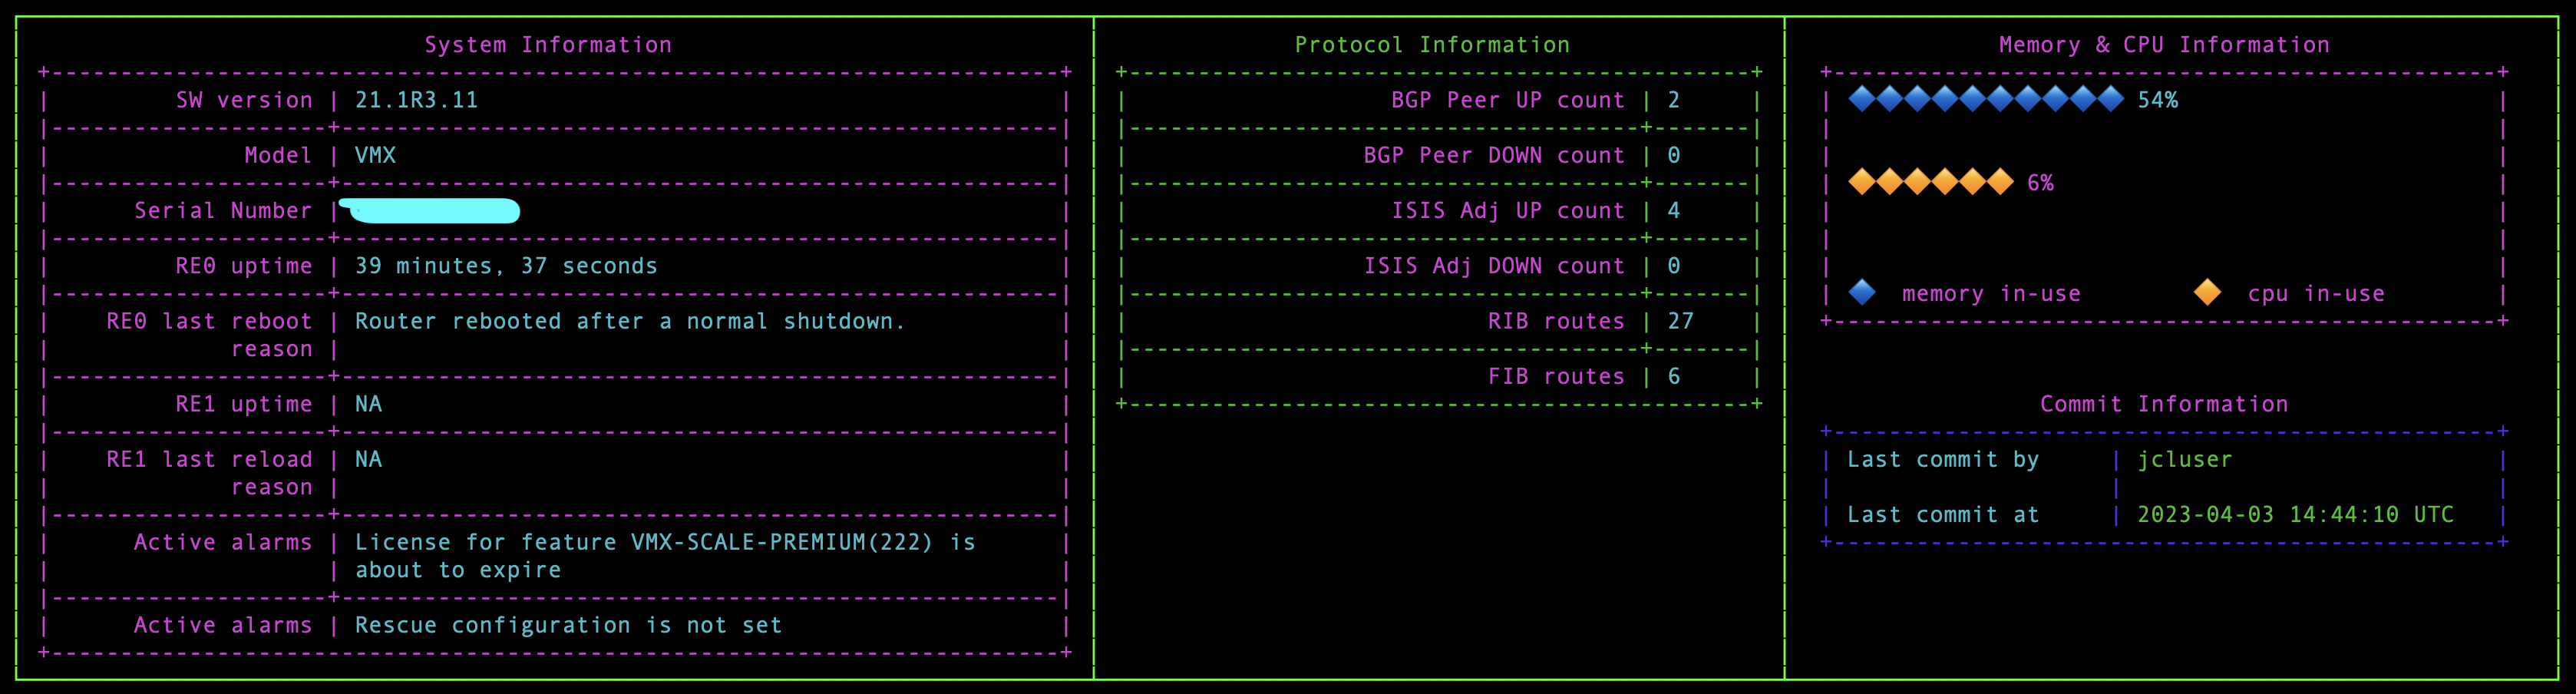 System Information
SW version | 21.1R3.11
Model | VMX
Serial Number |
RE0 uptime | 39 minutes, 37 seconds
RE0 last reboot | Router rebooted after a normal shutdown.
reason |
RE1 uptime | NA
RE1 last reload | NA
reason |
Active alarms | License for feature VMX-SCALE-PREMIUM(222) is
about to expire
Active alarms | Rescue configuration is not set
Protocol Information
BGP Peer UP count | 2
BGP Peer DOWN count | 0
ISIS Adj UP count | 4
ISIS Adj DOWN count | 0
RIB routes | 27
FIB routes | 6
Memory & CPU Information
54%
6%
memory in-use cpu in-use
Commit Information
Last commit by | jcluser
Last commit at | 2023-04-03 14:44:10 UTC